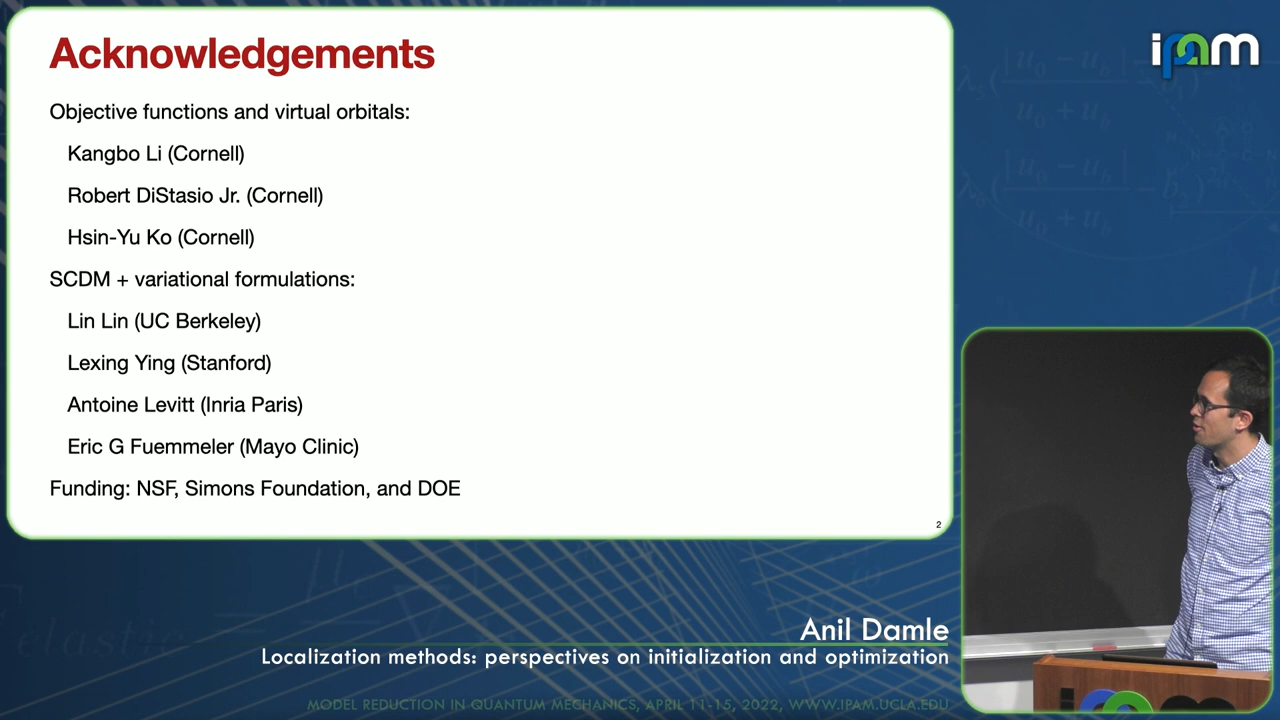 Acknowledgements
Objective functions and virtual orbitals:
Kangbo Li (Cornell)
Robert DiStasio Jr. (Cornell)
Hsin-Yu Ko (Cornell)
SCDM + variational formulations:
Lin Lin (UC Berkeley)
Lexing Ying (Stanford)
Antoine Levitt (Inria Paris)
Eric G Fuemmeler (Mayo Clinic)
Funding: NSF, Simons Foundation, and DOE
2
ipam
Anil Damle
Localization methods: perspectives on initialization and optimization
MODEL REDUCTION IN QUANTUM MECHANICS, APRIL 11-15, 2022, WWW.IPAM.UCLA.EDU
elastic